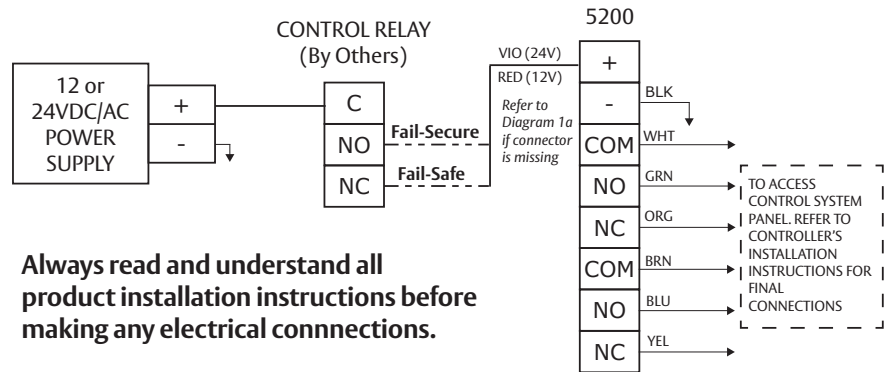 5200
CONTROL RELAY
(By Others)
12 or
24VDC/AC
POWER
SUPPLY
+
-
C
NO
NC
Fail-Secure
Fail-Safe
VIO (24V)
RED (12V)
Refer to
Diagram 1a
if connector
is missing
+
-
COM
NO
NC
COM
NO
NC
BLK
WHT
GRN
ORG
BRN
BLU
YEL
TO ACCESS
CONTROL SYSTEM
PANEL. REFER TO
CONTROLLER'S
INSTALLATION
INSTRUCTIONS FOR
FINAL
CONNECTIONS
Always read and understand all
product installation instructions before
making any electrical connnnections.